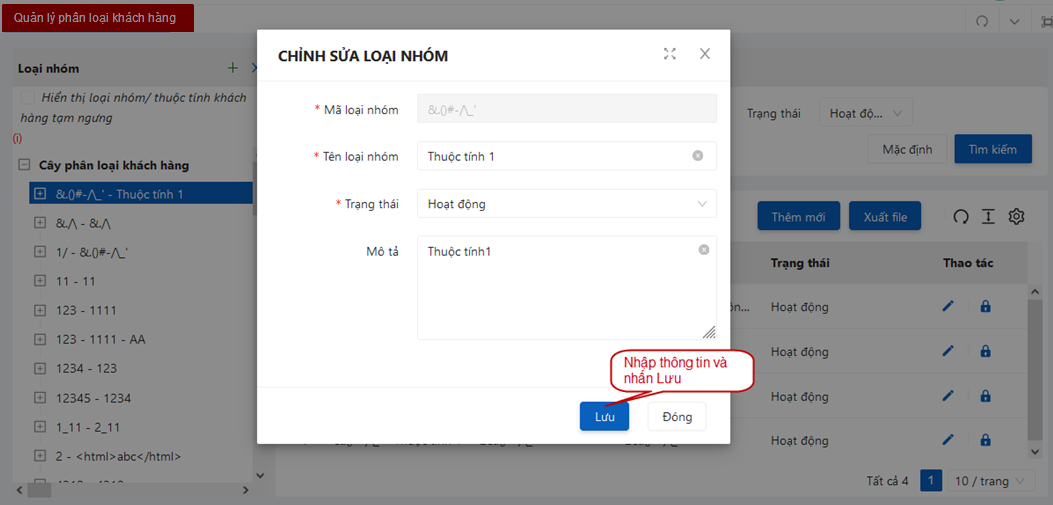 Quản lý phân loại khách hàng
Loại nhóm
Hiển thị loại nhóm/ thuộc tính khách
hàng tạm ngưng
(i)
Cây phân loại khách hàng
&.()#-/\_' - Thuộc tính 1
&./\ - &./\
1/ - &.()#-/\_'
11 - 11
123 - 1111
123 - 1111 - AA
1234 - 123
12345 - 1234
1_11 - 2_11
2 - <html>abc</html>
CHỈNH SỬA LOẠI NHÓM
* Mã loại nhóm
&.()#-/\_'
* Tên loại nhóm
Thuộc tính 1
* Trạng thái
Hoạt động
Mô tả
Thuộc tính1
Nhập thông tin và
nhấn Lưu
Lưu
Đóng
Trạng thái
Hoạt độ...
Mặc định
Tìm kiếm
Thêm mới
Xuất file
Trạng thái
Thao tác
Hoạt động
Hoạt động
Hoạt động
Hoạt động
Tất cả 4
1
10 / trang